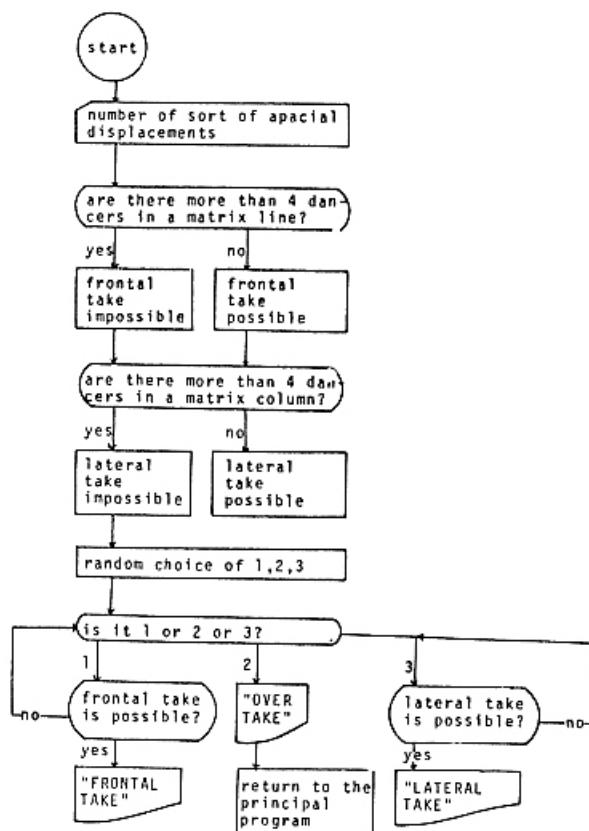 start
number of sort of apacial
displacements
are there more than 4 dan-
cers in a matrix line?
yes
no
frontal
take
impossible
frontal
take
possible
are there more than 4 dan-
cers in a matrix column?
yes
no
lateral
take
impossible
lateral
take
possible
random choice of 1,2,3
is it 1 or 2 or 3?
1
2
3
frontal take
is possible?
no
"OVER
TAKE"
lateral take
is possible?
no
yes
yes
"FRONTAL
TAKE"
return to the
principal
program
"LATERAL
TAKE"